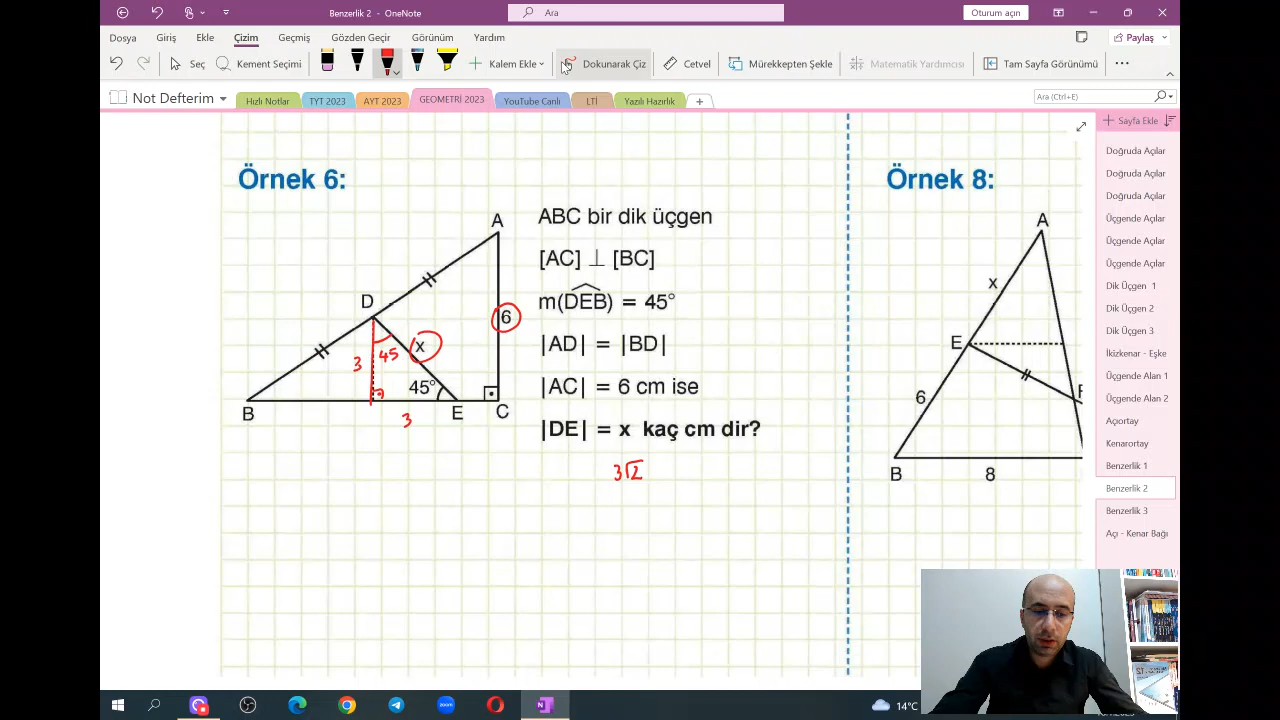 Benzerlik 2 - OneNote
Ara
Oturum açın
Dosya
Giriş
Ekle
Çizim
Geçmiş
Gözden Geçir
Görünüm
Yardım
Paylaş
Seç
Kement Seçimi
Kalem Ekle
Dokunarak Çiz
Cetvel
Mürekkepten Şekle
Matematik Yardımcısı
Tam Sayfa Görünümü
Not Defterim
Hızlı Notlar
TYT 2023
AYT 2023
GEOMETRİ 2023
YouTube Canlı
LTİ
Yazılı Hazırlık
Ara (Ctrl+E)
Sayfa Ekle
Doğruda Açılar
Doğruda Açılar
Doğruda Açılar
Üçgende Açılar
Üçgende Açılar
Üçgende Açılar
Dik Üçgen 1
Dik Üçgen 2
Dik Üçgen 3
İkizkenar - Eşke
Üçgende Alan 1
Üçgende Alan 2
Açıortay
Kenarortay
Benzerlik 1
Benzerlik 2
Benzerlik 3
Açı - Kenar Bağı
Örnek 6:
A
D
6
3
45
x
45°
B
3
E
C
ABC bir dik üçgen
[AC] ⊥ [BC]
m(DEB) = 45°
|AD| = |BD|
|AC| = 6 cm ise
|DE| = x kaç cm dir?
3√2
Örnek 8:
A
x
E
6
B
8
14°C